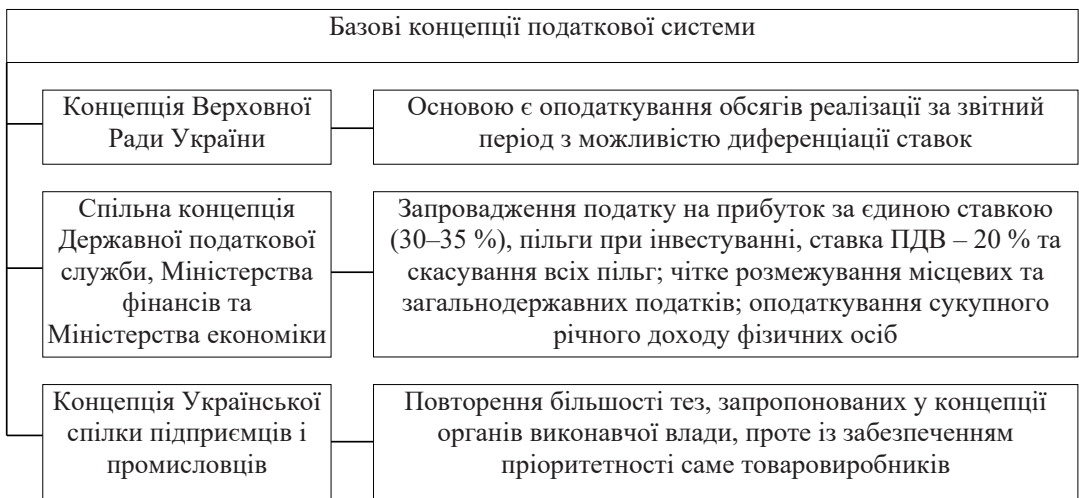 Базові концепції податкової системи
Концепція Верховної
Ради України
Основою є оподаткування обсягів реалізації за звітний
період з можливістю диференціації ставок
Спільна концепція
Державної податкової
служби, Міністерства
фінансів та
Міністерства економіки
Запровадження податку на прибуток за єдиною ставкою
(30–35 %), пільги при інвестуванні, ставка ПДВ – 20 % та
скасування всіх пільг; чітке розмежування місцевих та
загальнодержавних податків; оподаткування сукупного
річного доходу фізичних осіб
Концепція Української
спілки підприємців і
промисловців
Повторення більшості тез, запропонованих у концепції
органів виконавчої влади, проте із забезпеченням
пріоритетності саме товаровиробників